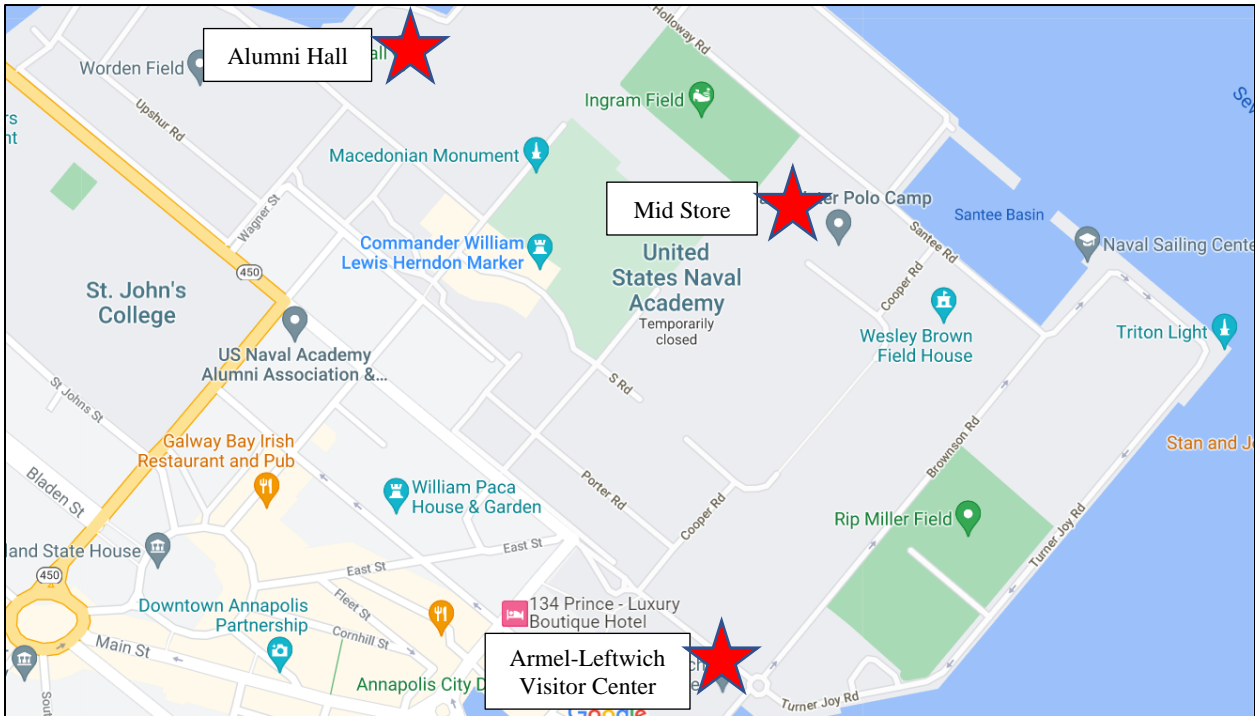 Holloway Rd
Alumni Hall
all
Worden Field
Upshur Rd
Ingram Field
Macedonian Monument
Mid Store
Polo Camp
Santee Basin
Santee Rd
Wagner St
Commander William
Lewis Herndon Marker
United
States Naval
Academy
Temporarily
closed
Naval Sailing Cente
450
Cooper Rd
St. John's
College
Wesley Brown
Field House
Triton Light
US Naval Academy
Alumni Association &...
S Rd
St Johns St
Brownson Rd
Galway Bay Irish
Restaurant and Pub
Stan and J
Bladen St
William Paca
House & Garden
Porter Rd
Cooper Rd
Rip Miller Field
Turner Joy Rd
land State House
East St
East St
450
Fleet St
134 Prince - Luxury
Boutique Hotel
Downtown Annapolis
Partnership
Cornhill St
Main St
Armel-Leftwich
Visitor Center
Annapolis City D
Turner Joy Rd
Google